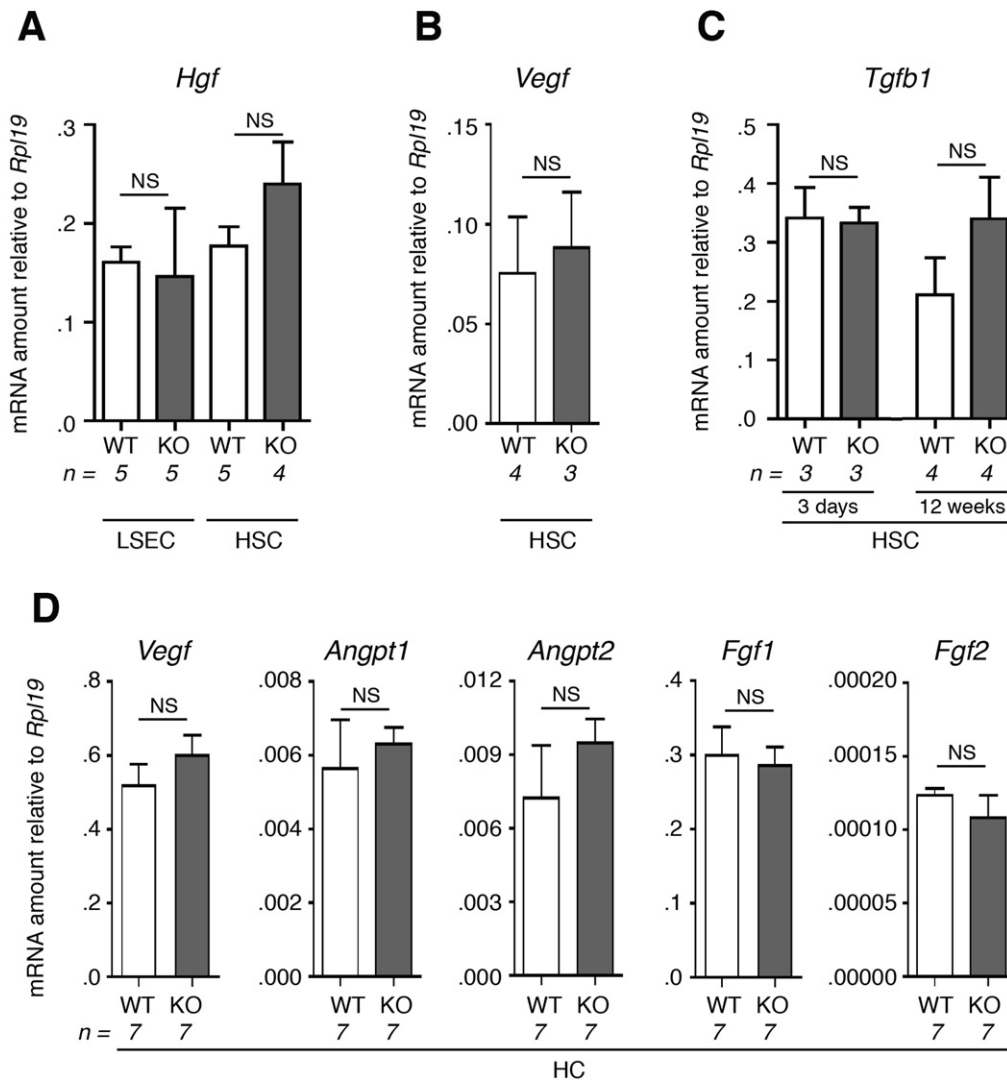 A
Hgf
mRNA amount relative to Rpl19
.3
.2
.1
.0
NS
NS
WT KO WT KO
n = 5 5 5 4
LSEC HSC
B
Vegf
mRNA amount relative to Rpl19
.15
.10
.05
.00
NS
WT KO
4 3
HSC
C
Tgfb1
mRNA amount relative to Rpl19
.5
.4
.3
.2
.1
.0
NS NS
WT KO WT KO
n = 3 3 4 4
3 days 12 weeks
HSC
D
mRNA amount relative to Rpl19
Vegf
.8
.6
.4
.2
.0
NS
WT KO
n = 7 7
Angpt1
.008
.006
.004
.002
.000
NS
WT KO
7 7
Angpt2
.012
.009
.006
.003
.000
NS
WT KO
7 7
Fgf1
.4
.3
.2
.1
.0
NS
WT KO
7 7
Fgf2
.00020
.00015
.00010
.00005
.00000
NS
WT KO
7 7
HC